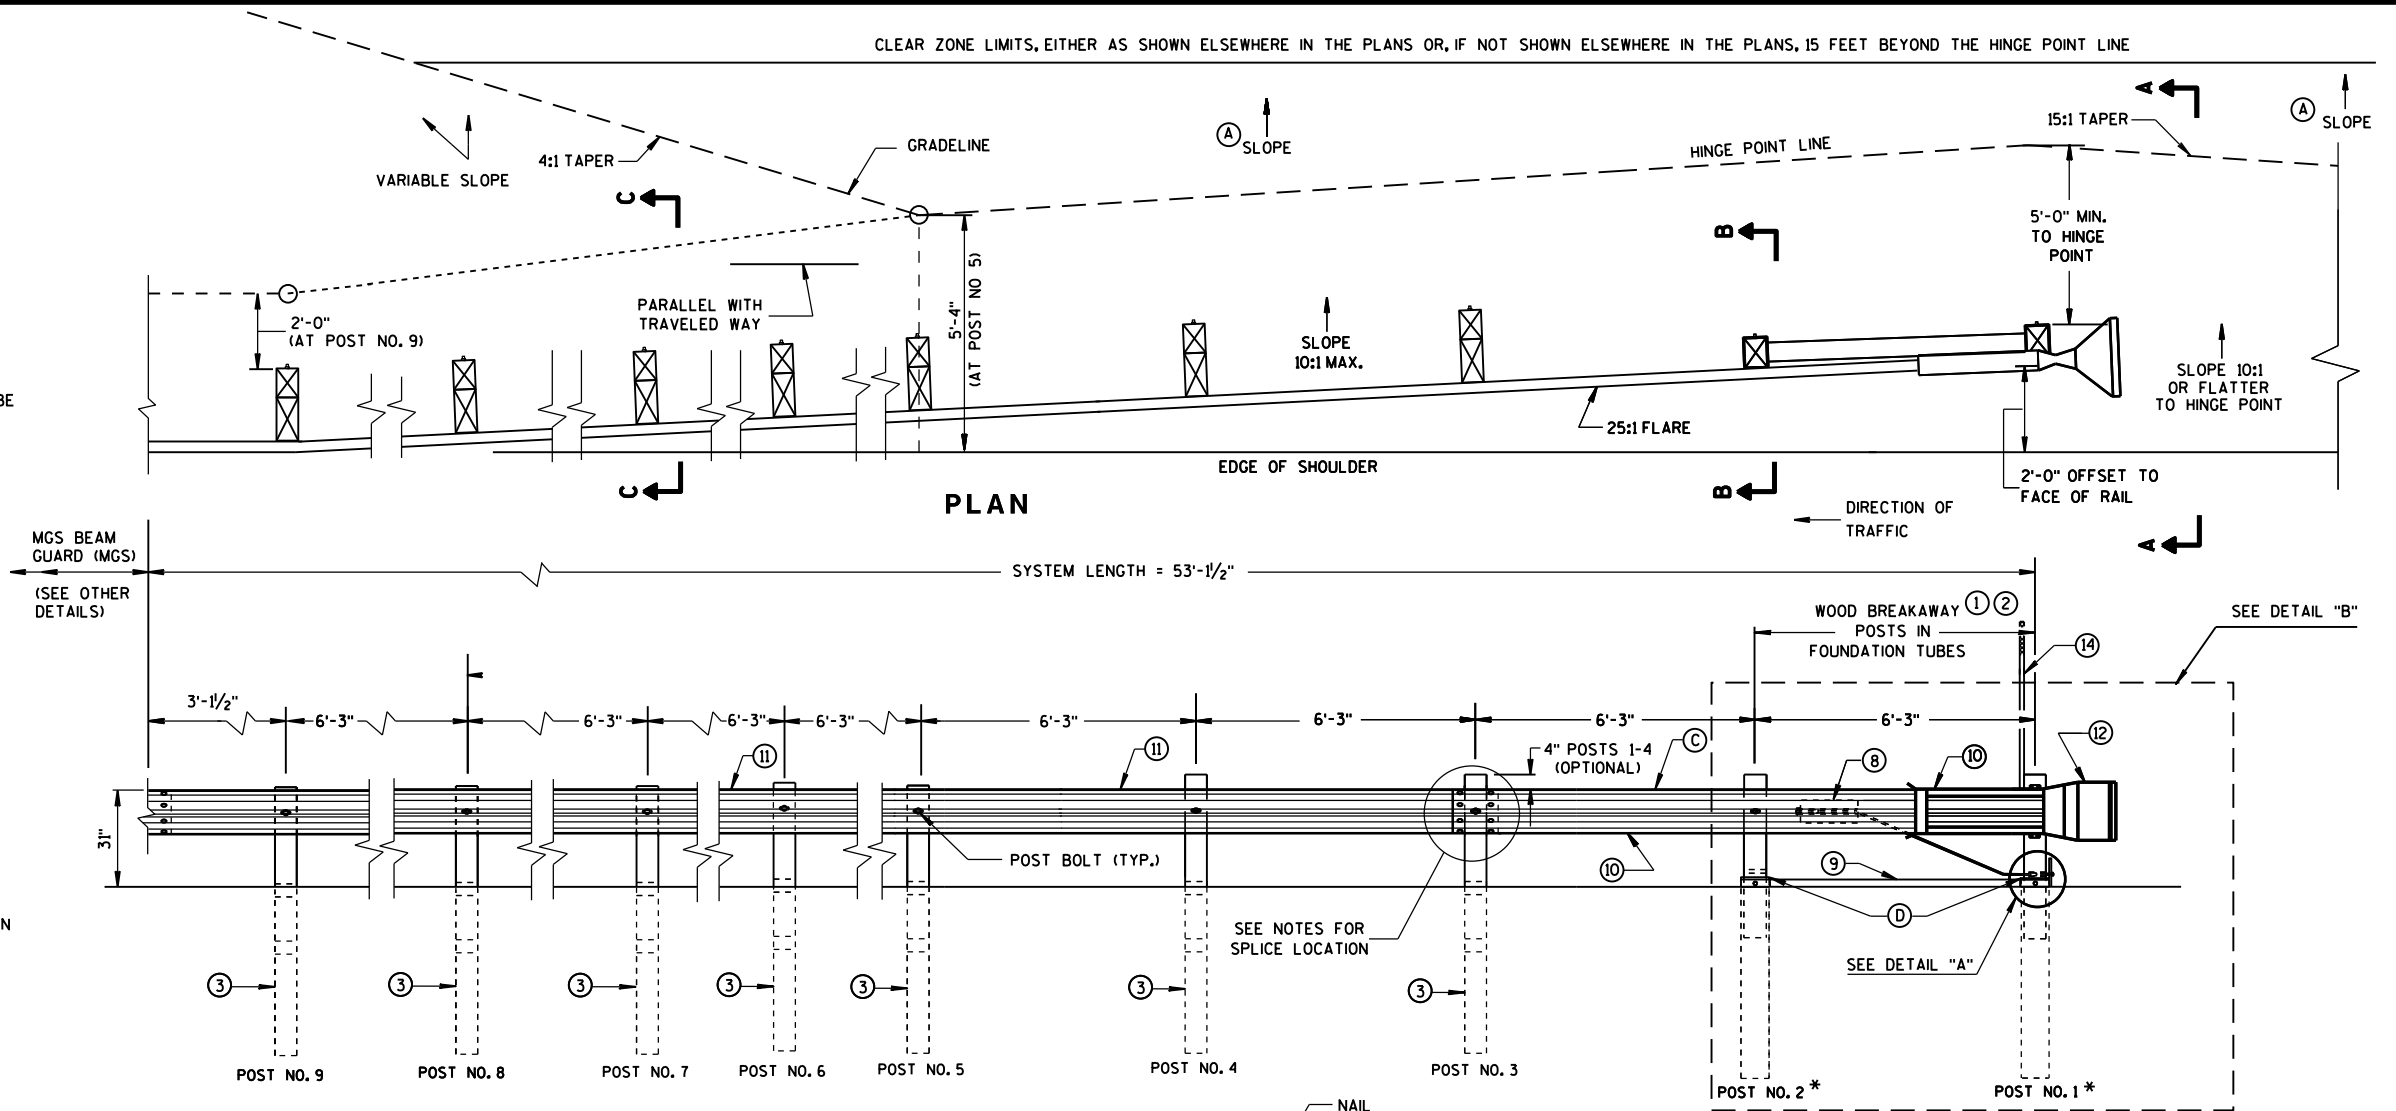 CLEAR ZONE LIMITS, EITHER AS SHOWN ELSEWHERE IN THE PLANS OR, IF NOT SHOWN ELSEWHERE IN THE PLANS, 15 FEET BEYOND THE HINGE POINT LINE
A
A
SLOPE
15:1 TAPER
A
SLOPE
GRADELINE
HINGE POINT LINE
4:1 TAPER
VARIABLE SLOPE
C
B
5'-0" MIN.
TO HINGE
POINT
PARALLEL WITH
TRAVELED WAY
5'-4"
(AT POST NO 5)
2'-0"
(AT POST NO. 9)
SLOPE
10:1 MAX.
SLOPE 10:1
OR FLATTER
TO HINGE POINT
BE
25:1 FLARE
EDGE OF SHOULDER
2'-0" OFFSET TO
FACE OF RAIL
C
B
PLAN
DIRECTION OF
TRAFFIC
A
MGS BEAM
GUARD (MGS)
(SEE OTHER
DETAILS)
SYSTEM LENGTH = 53'-1 1/2"
WOOD BREAKAWAY 1 2
POSTS IN
FOUNDATION TUBES
SEE DETAIL "B"
14
3'-1 1/2"
6'-3"
6'-3"
6'-3"
6'-3"
6'-3"
6'-3"
6'-3"
6'-3"
11
11
4" POSTS 1-4
(OPTIONAL)
C
8
10
12
31"
POST BOLT (TYP.)
10
9
D
SEE NOTES FOR
SPLICE LOCATION
SEE DETAIL "A"
N
3
3
3
3
3
3
3
POST NO. 9
POST NO. 8
POST NO. 7
POST NO. 6
POST NO. 5
POST NO. 4
POST NO. 3
POST NO. 2 *
POST NO. 1 *
NAIL